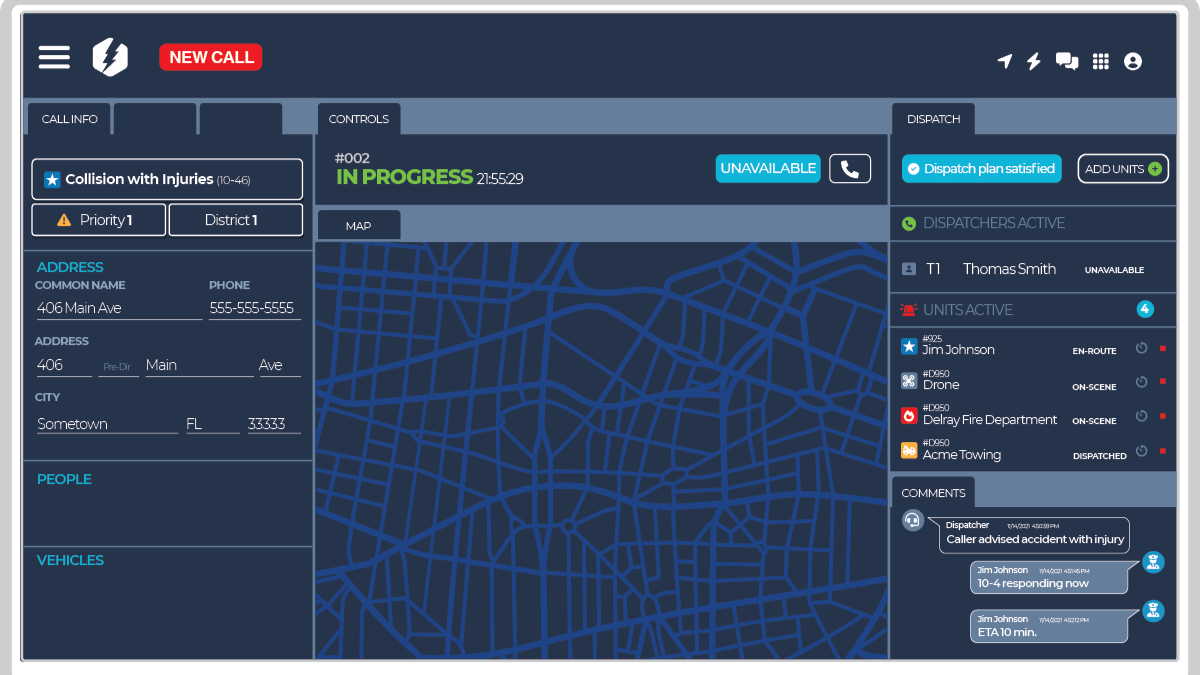 NEW CALL
CALL INFO
CONTROLS
DISPATCH
Collision with Injuries (10-46)
Priority 1
District 1
#002
IN PROGRESS 21:55:29
UNAVAILABLE
Dispatch plan satisfied
ADD UNITS
MAP
ADDRESS
COMMON NAME PHONE
406 Main Ave 555-555-5555
ADDRESS
406 Pre-Dir Main Ave
CITY
Sometown FL 33333
PEOPLE
VEHICLES
DISPATCHERS ACTIVE
T1 Thomas Smith UNAVAILABLE
UNITS ACTIVE 4
#925
Jim Johnson EN-ROUTE
#D950
Drone ON-SCENE
#D950
Delray Fire Department ON-SCENE
#D950
Acme Towing DISPATCHED
COMMENTS
Dispatcher 11/14/2021 4:50:59 PM
Caller advised accident with injury
Jim Johnson 11/14/2021 4:51:45 PM
10-4 responding now
Jim Johnson 11/14/2021 4:52:12 PM
ETA 10 min.